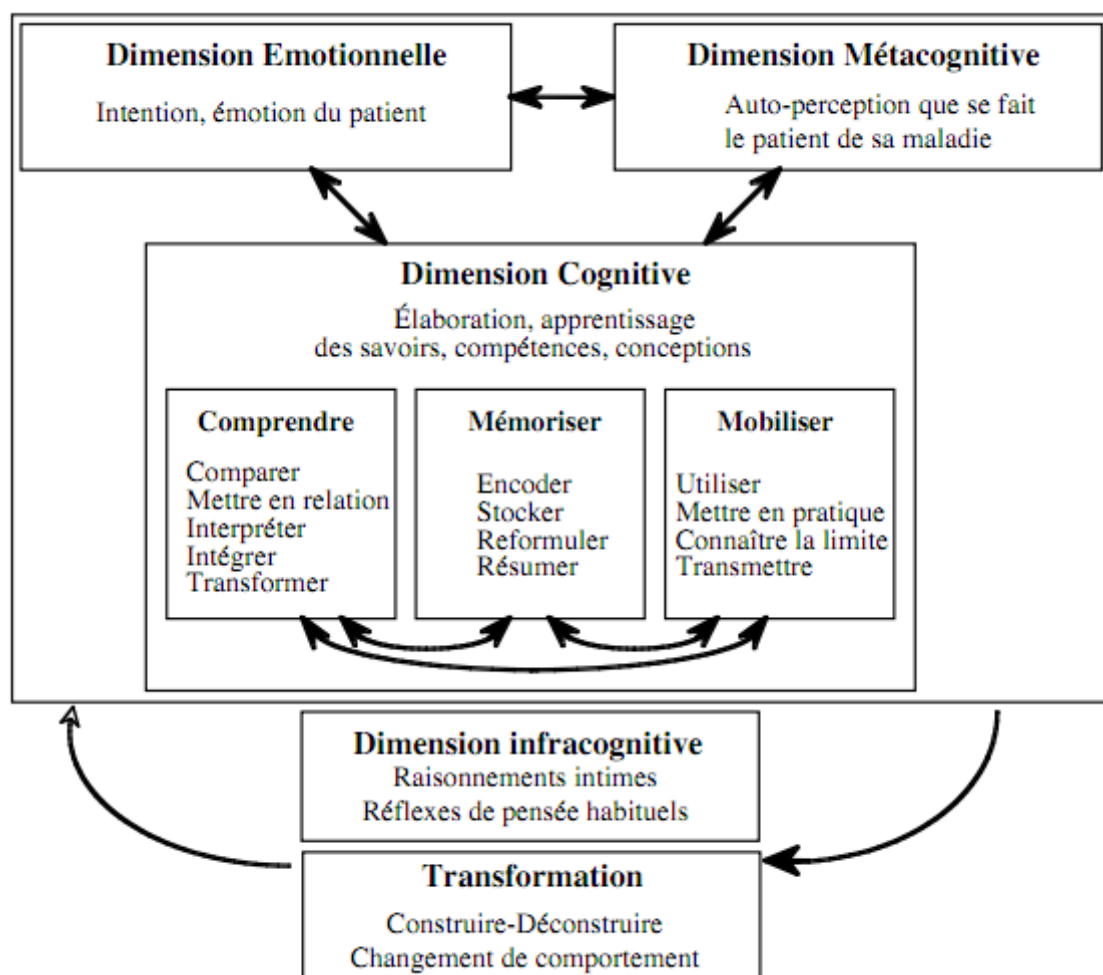 Dimension Emotionnelle
Intention, émotion du patient
Dimension Métacognitive
Auto-perception que se fait
le patient de sa maladie
Dimension Cognitive
Élaboration, apprentissage
des savoirs, compétences, conceptions
Comprendre
Comparer
Mettre en relation
Interpréter
Intégrer
Transformer
Mémoriser
Encoder
Stocker
Reformuler
Résumer
Mobiliser
Utiliser
Mettre en pratique
Connaître la limite
Transmettre
Dimension infracognitive
Raisonnements intimes
Réflexes de pensée habituels
Transformation
Construire-Déconstruire
Changement de comportement